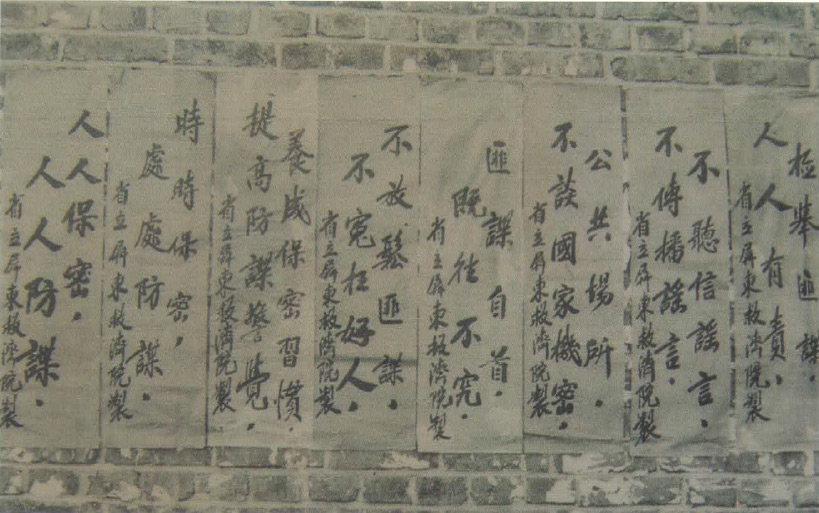 檢舉匪諜，
人人有責，
省立屏東救濟院製
不聽信謠言，
不傳播謠言，
省立屏東救濟院製
公共場所，
不談國家機密，
省立屏東救濟院製
匪諜自首，
既往不究，
省立屏東救濟院製
不放鬆匪諜，
不冤枉好人，
省立屏東救濟院製
養成保密習慣，
提高防諜警覺，
省立屏東救濟院製
時時保密，
處處防諜，
省立屏東救濟院製
人人保密，
人人防諜，
省立屏東救濟院製